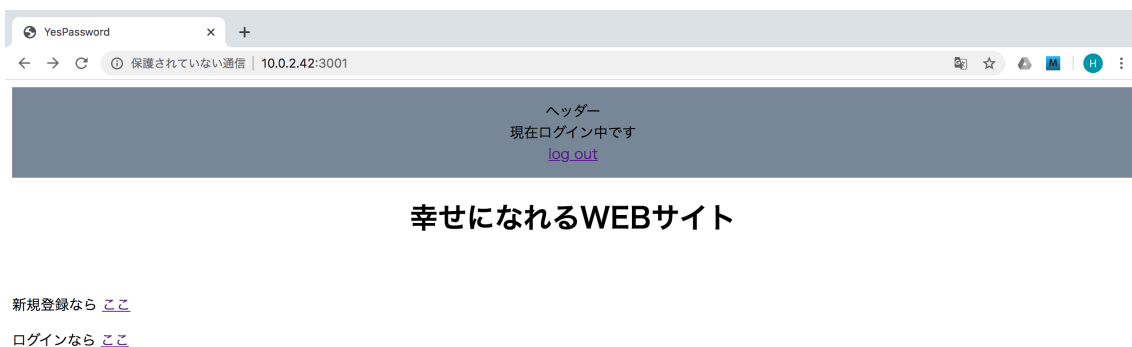 YesPassword
保護されていない通信 | 10.0.2.42:3001
M H
ヘッダー
現在ログイン中です
log out
幸せになれるWEBサイト
新規登録なら ここ
ログインなら ここ